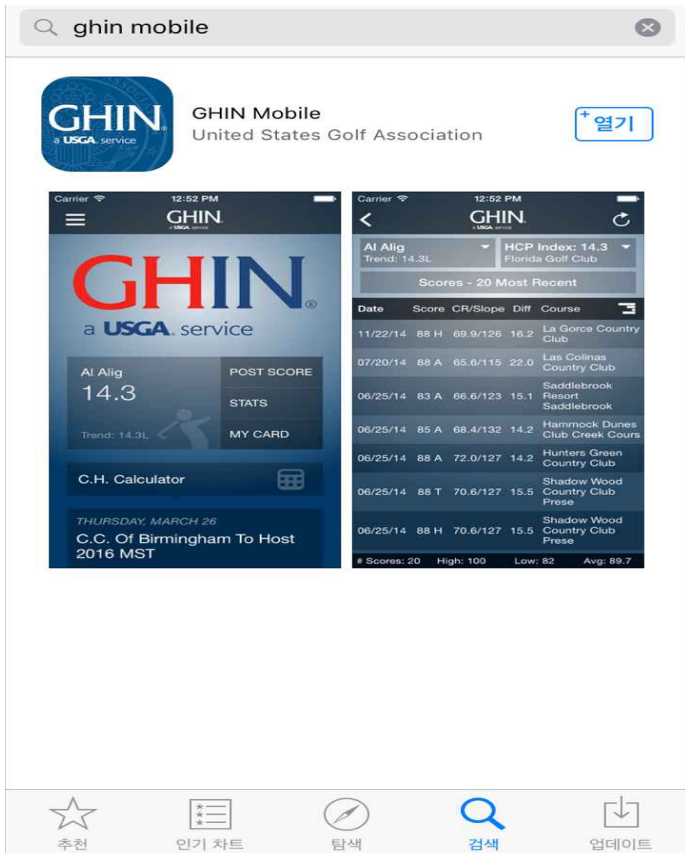 ghin mobile
GHIN
a USGA. service
GHIN Mobile
United States Golf Association
+열기
Carrier 12:52 PM
GHIN
a USGA service
GHIN®
a USGA. service
Al Alig
14.3
Trend: 14.3L
POST SCORE
STATS
MY CARD
C.H. Calculator
THURSDAY, MARCH 26
C.C. Of Birmingham To Host
2016 MST
Carrier 12:52 PM
GHIN
a USGA service
Al Alig
Trend: 14.3L
HCP Index: 14.3
Florida Golf Club
Scores - 20 Most Recent
Date Score CR/Slope Diff Course
11/22/14 88 H 69.9/126 16.2 La Gorce Country
Club
07/20/14 88 A 65.6/115 22.0 Las Colinas
Country Club
06/25/14 83 A 66.6/123 15.1 Saddlebrook
Resort
Saddlebrook
06/25/14 85 A 68.4/132 14.2 Hammock Dunes
Club Creek Cours
06/25/14 88 A 72.0/127 14.2 Hunters Green
Country Club
06/25/14 88 T 70.6/127 15.5 Shadow Wood
Country Club
Prese
06/25/14 88 H 70.6/127 15.5 Shadow Wood
Country Club
Prese
# Scores: 20 High: 100 Low: 82 Avg: 89.7
추천 인기 차트 탐색 검색 업데이트